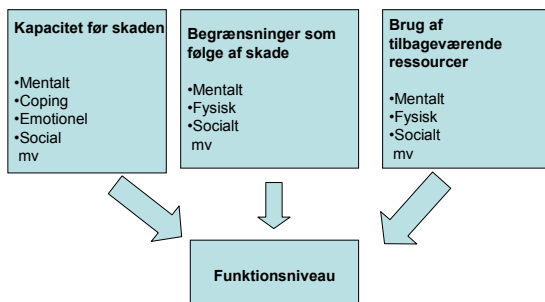 Kapacitet før skaden
•Mentalt
•Coping
•Emotionel
•Social
mv
Begrænsninger som
følge af skade
•Mentalt
•Fysisk
•Socialt
mv
Brug af
tilbageværende
ressourcer
•Mentalt
•Fysisk
•Socialt
mv
Funktionsniveau